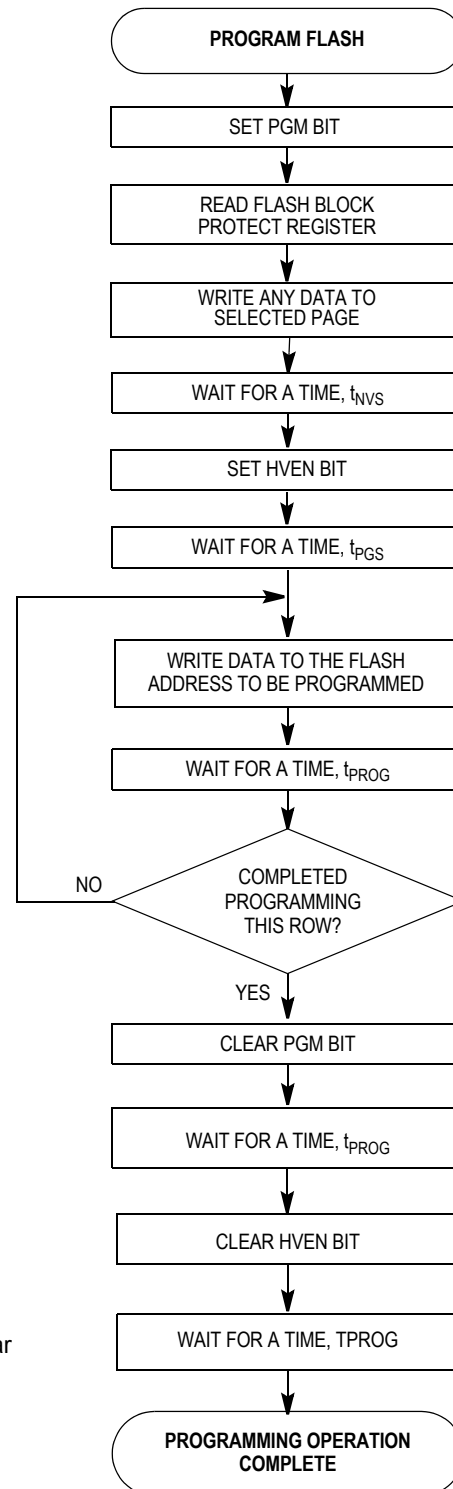 PROGRAM FLASH
SET PGM BIT
READ FLASH BLOCK
PROTECT REGISTER
WRITE ANY DATA TO
SELECTED PAGE
WAIT FOR A TIME, tNVS
SET HVEN BIT
WAIT FOR A TIME, tPGS
WRITE DATA TO THE FLASH
ADDRESS TO BE PROGRAMMED
WAIT FOR A TIME, tPROG
COMPLETED
PROGRAMMING
THIS ROW?
NO
YES
CLEAR PGM BIT
WAIT FOR A TIME, tPROG
CLEAR HVEN BIT
WAIT FOR A TIME, TPROG
PROGRAMMING OPERATION
COMPLETE